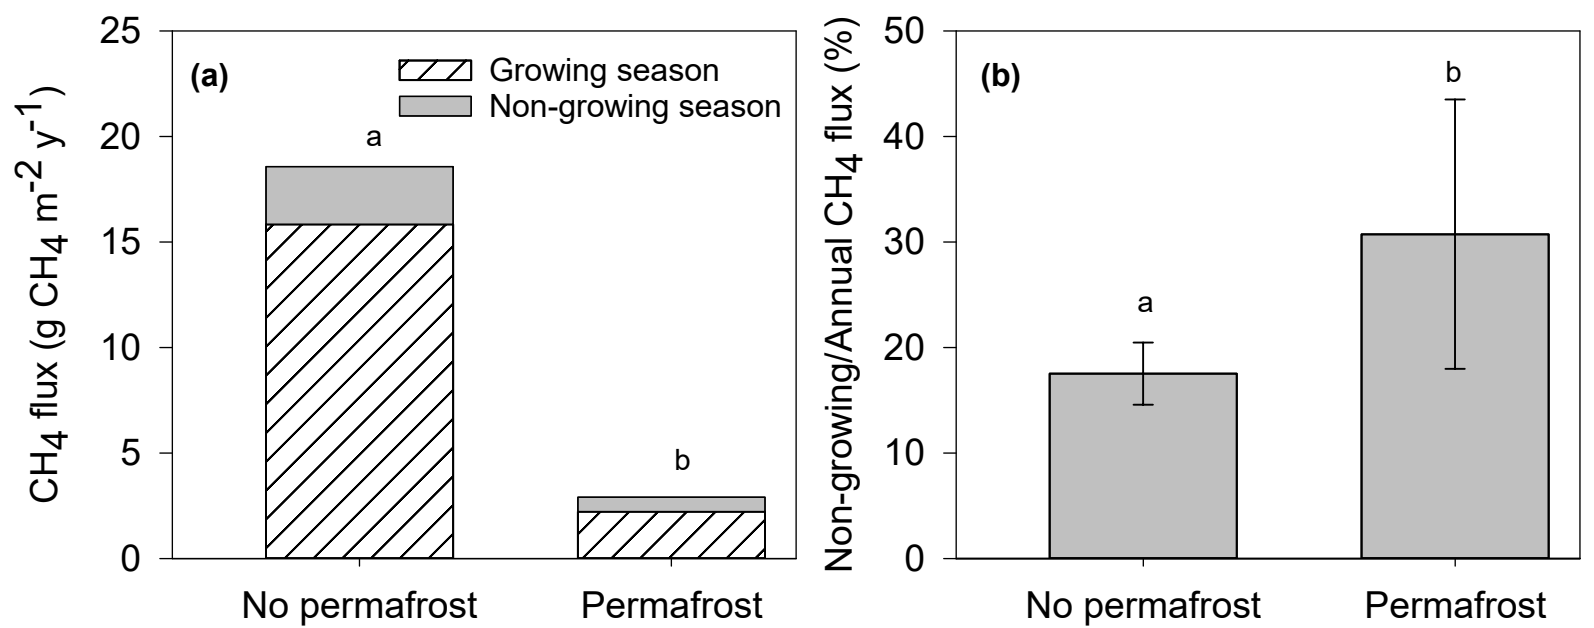 CH4 flux (g CH4 m-2 y-1)
25
20
15
10
5
0
(a)
Growing season
Non-growing season
a
b
No permafrost
Permafrost
Non-growing/Annual CH4 flux (%)
50
40
30
20
10
0
(b)
a
b
No permafrost
Permafrost